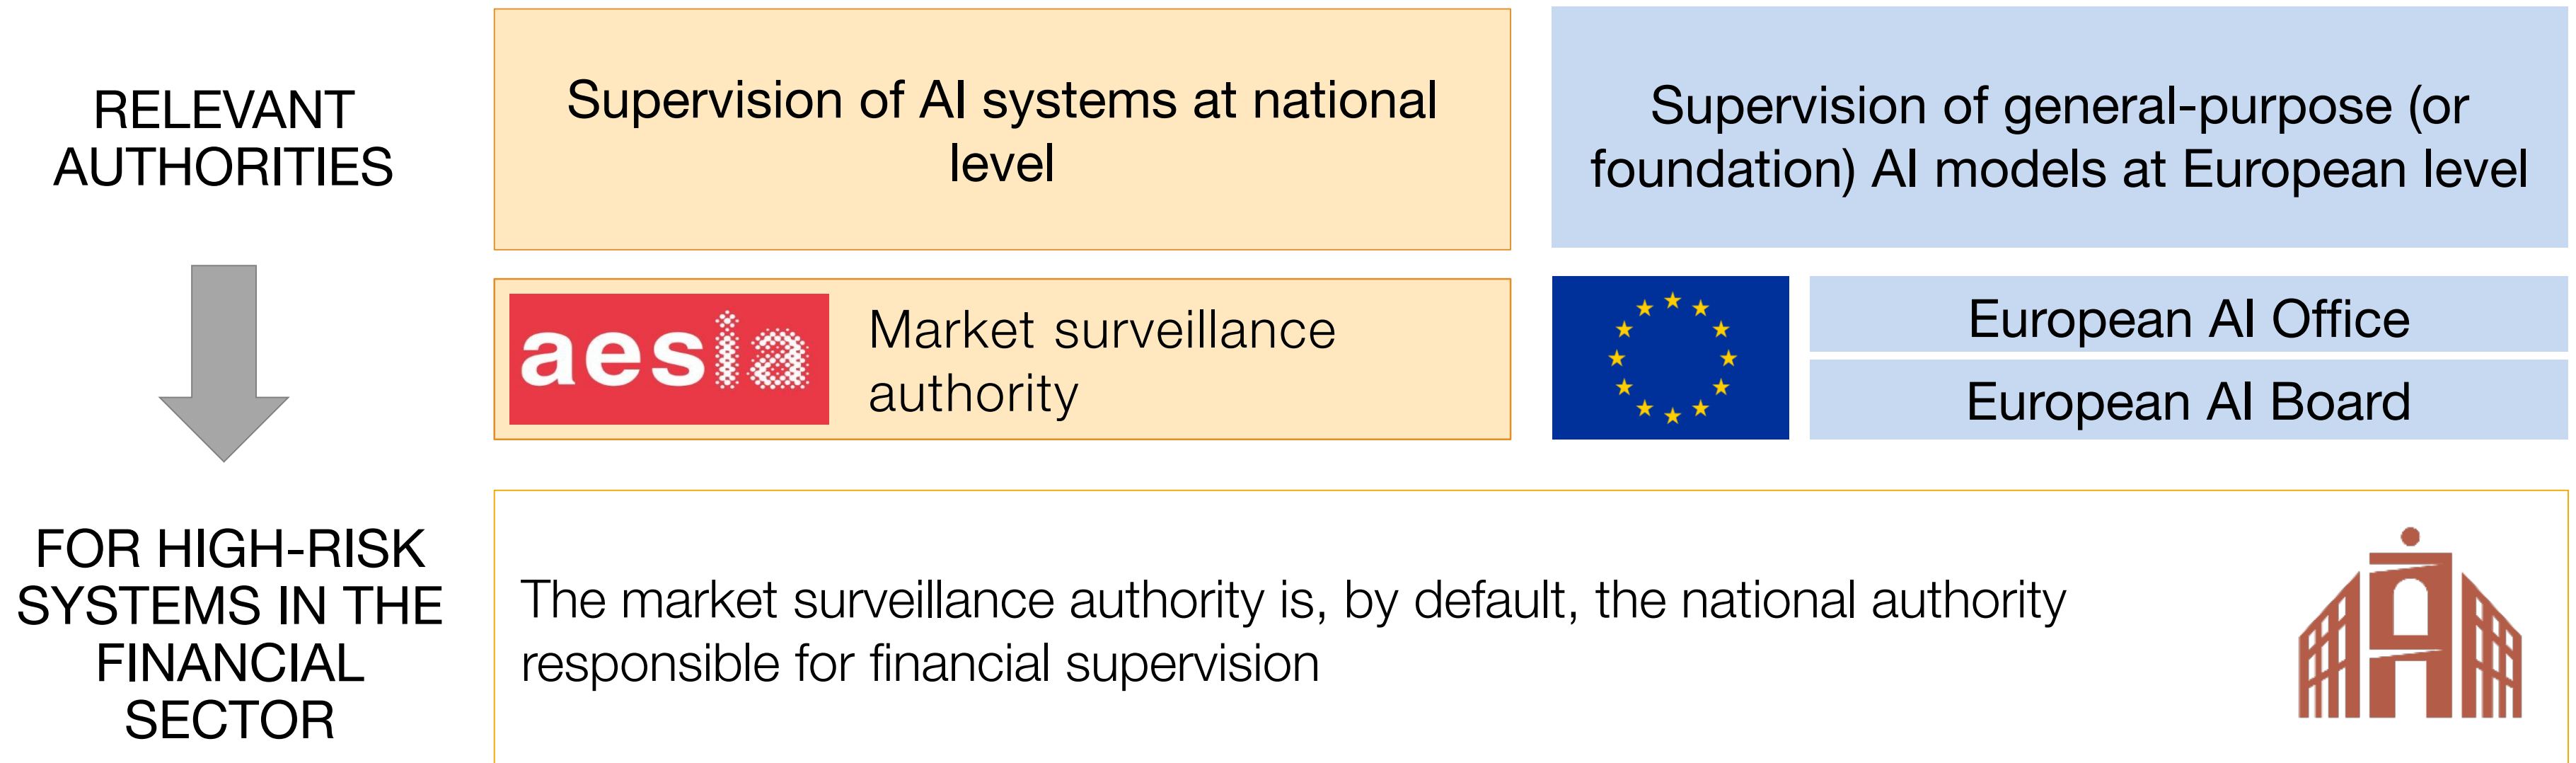 RELEVANT
AUTHORITIES
Supervision of AI systems at national
level
Supervision of general-purpose (or
foundation) AI models at European level
aesia
Market surveillance
authority
European AI Office
European AI Board
FOR HIGH-RISK
SYSTEMS IN THE
FINANCIAL
SECTOR
The market surveillance authority is, by default, the national authority
responsible for financial supervision